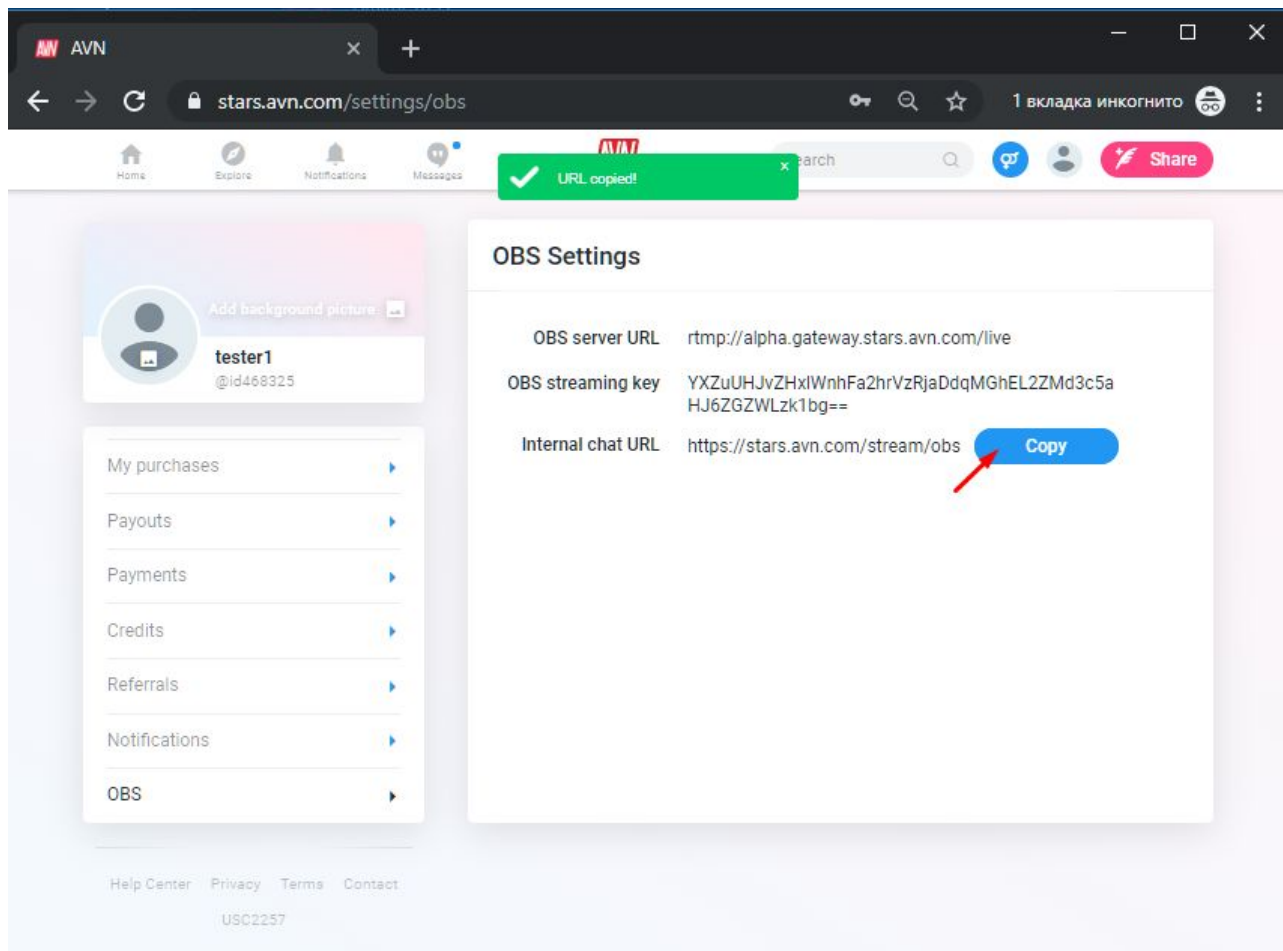 AVN AVN
stars.avn.com/settings/obs
1 вкладка инкогнито
Home Explore Notifications Messages
AVN
URL copied! x
earch
Share
Add background picture
tester1
@id468325
My purchases
Payouts
Payments
Credits
Referrals
Notifications
OBS
OBS Settings
OBS server URL rtmp://alpha.gateway.stars.avn.com/live
OBS streaming key YXZuUHJvZHxIWnhFa2hrVzRjaDdqMGhEL2ZMd3c5a
HJ6ZGZWLzk1bg==
Internal chat URL https://stars.avn.com/stream/obs Copy
Help Center Privacy Terms Contact
USC2257